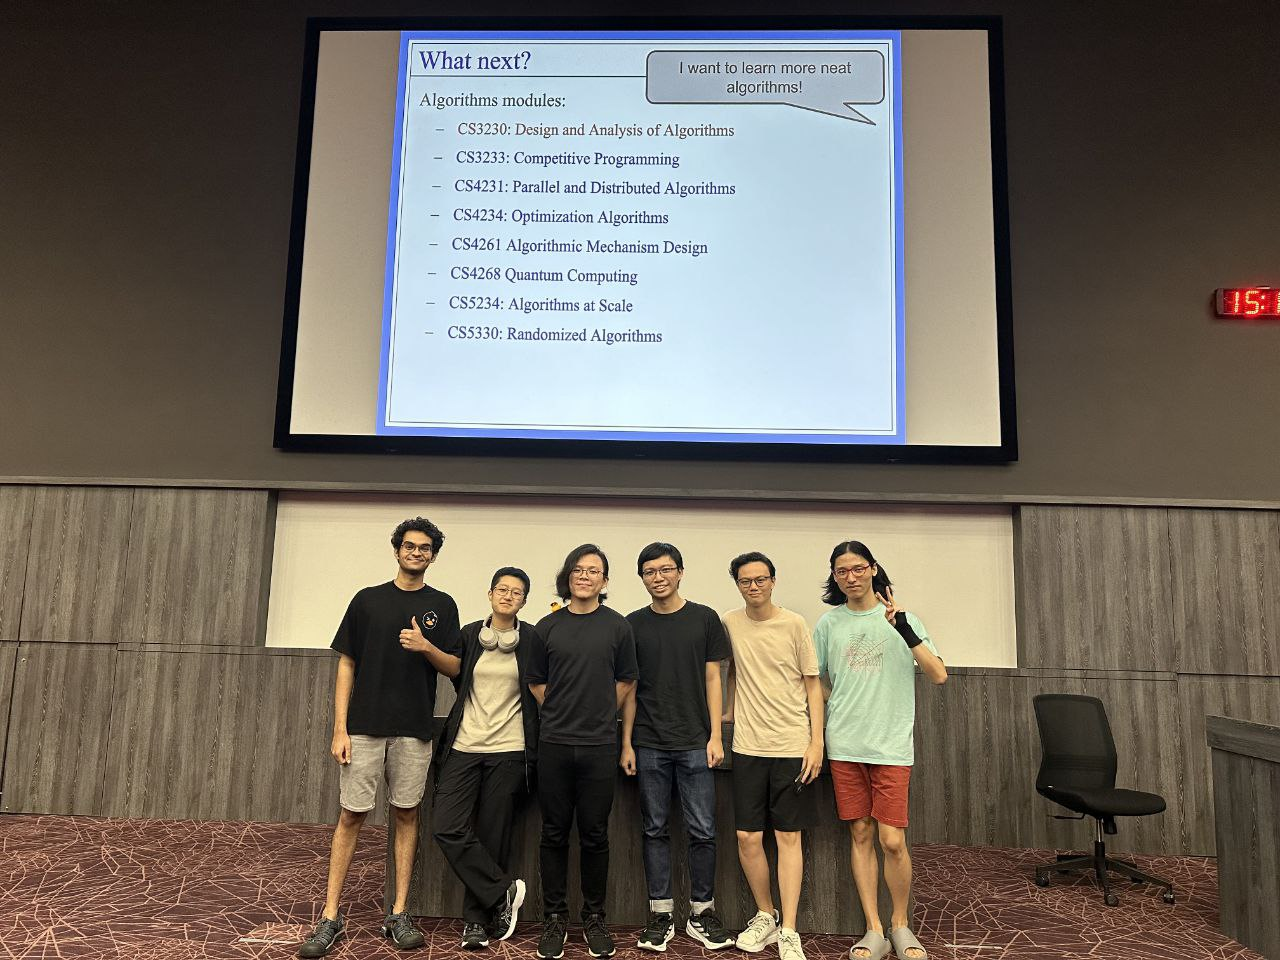 What next?
I want to learn more neat
algorithms!
Algorithms modules:
– CS3230: Design and Analysis of Algorithms
– CS3233: Competitive Programming
– CS4231: Parallel and Distributed Algorithms
– CS4234: Optimization Algorithms
– CS4261 Algorithmic Mechanism Design
– CS4268 Quantum Computing
– CS5234: Algorithms at Scale
– CS5330: Randomized Algorithms
15:1